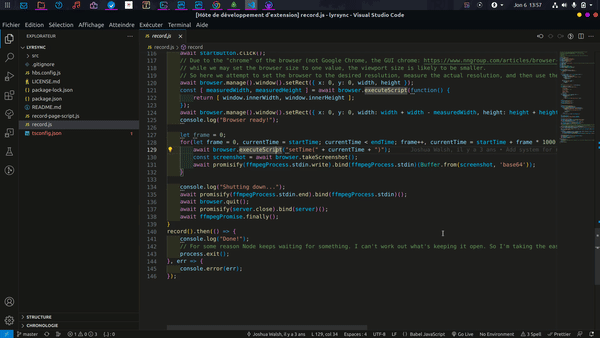 Jon 6 13:57
[Hôte de développement d'extension] record.js - lyrsync - Visual Studio Code
Fichier Edition Sélection Affichage Atteindre Exécuter Terminal Aide
EXPLORATEUR
LYRSYNC
src
.gitignore
hbs.config.js
LICENSE.md
package-lock.json
package.json
README.md
record-page-script.js
record.js
tsconfig.json
STRUCTURE
CHRONOLOGIE
record.js
record.js > record
116 await startButton.click();
117 // Due to the "chrome" of the browser (not Google Chrome, the GUI chrome: https://www.nngroup.com/articles/browser-
118 // while we may set the browser size to one value, the viewport size is likely to be smaller.
119 // So here we attempt to set the browser to the desired resolution, measure the actual resolution, and then use the
120 await browser.manage().window().setRect({ x: 0, y: 0, width, height });
121 const [ measuredWidth, measuredHeight ] = await browser.executeScript(function() {
122 return [ window.innerWidth, window.innerHeight ];
123 });
124 await browser.manage().window().setRect({ x: 0, y: 0, width: width + width - measuredWidth, height: height + height
125 console.log("Browser ready!");
126
127 let frame = 0;
128 for(let frame = 0, currentTime = startTime; currentTime < endTime; frame++, currentTime = startTime + frame * 1000
129 await browser.executeScript("setTime(" + currentTime + ")"); Joshua Walsh, il y a 3 ans • Add system for
130 const screenshot = await browser.takeScreenshot();
131 await promisify(ffmpegProcess.stdin.write).bind(ffmpegProcess.stdin)(Buffer.from(screenshot, 'base64'));
132 }
133
134 console.log("Shutting down...");
135 await promisify(ffmpegProcess.stdin.end).bind(ffmpegProcess.stdin)();
136 await browser.quit();
137 await promisify(server.close).bind(server)();
138 await ffmpegPromise.finally();
139 }
140 record().then(() => {
141 console.log("Done!");
142 // For some reason Node keeps waiting for something. I can't work out what's keeping it open. So I'm taking the eas
143 process.exit();
144 }, err => {
145 console.error(err);
146 });
master 1 0 3 {..}: 0 Joshua Walsh, il y a 3 ans L 129, col 34 Espaces : 4 UTF-8 LF {} Babel JavaScript Go Live No Environment 3 Spell Prettier